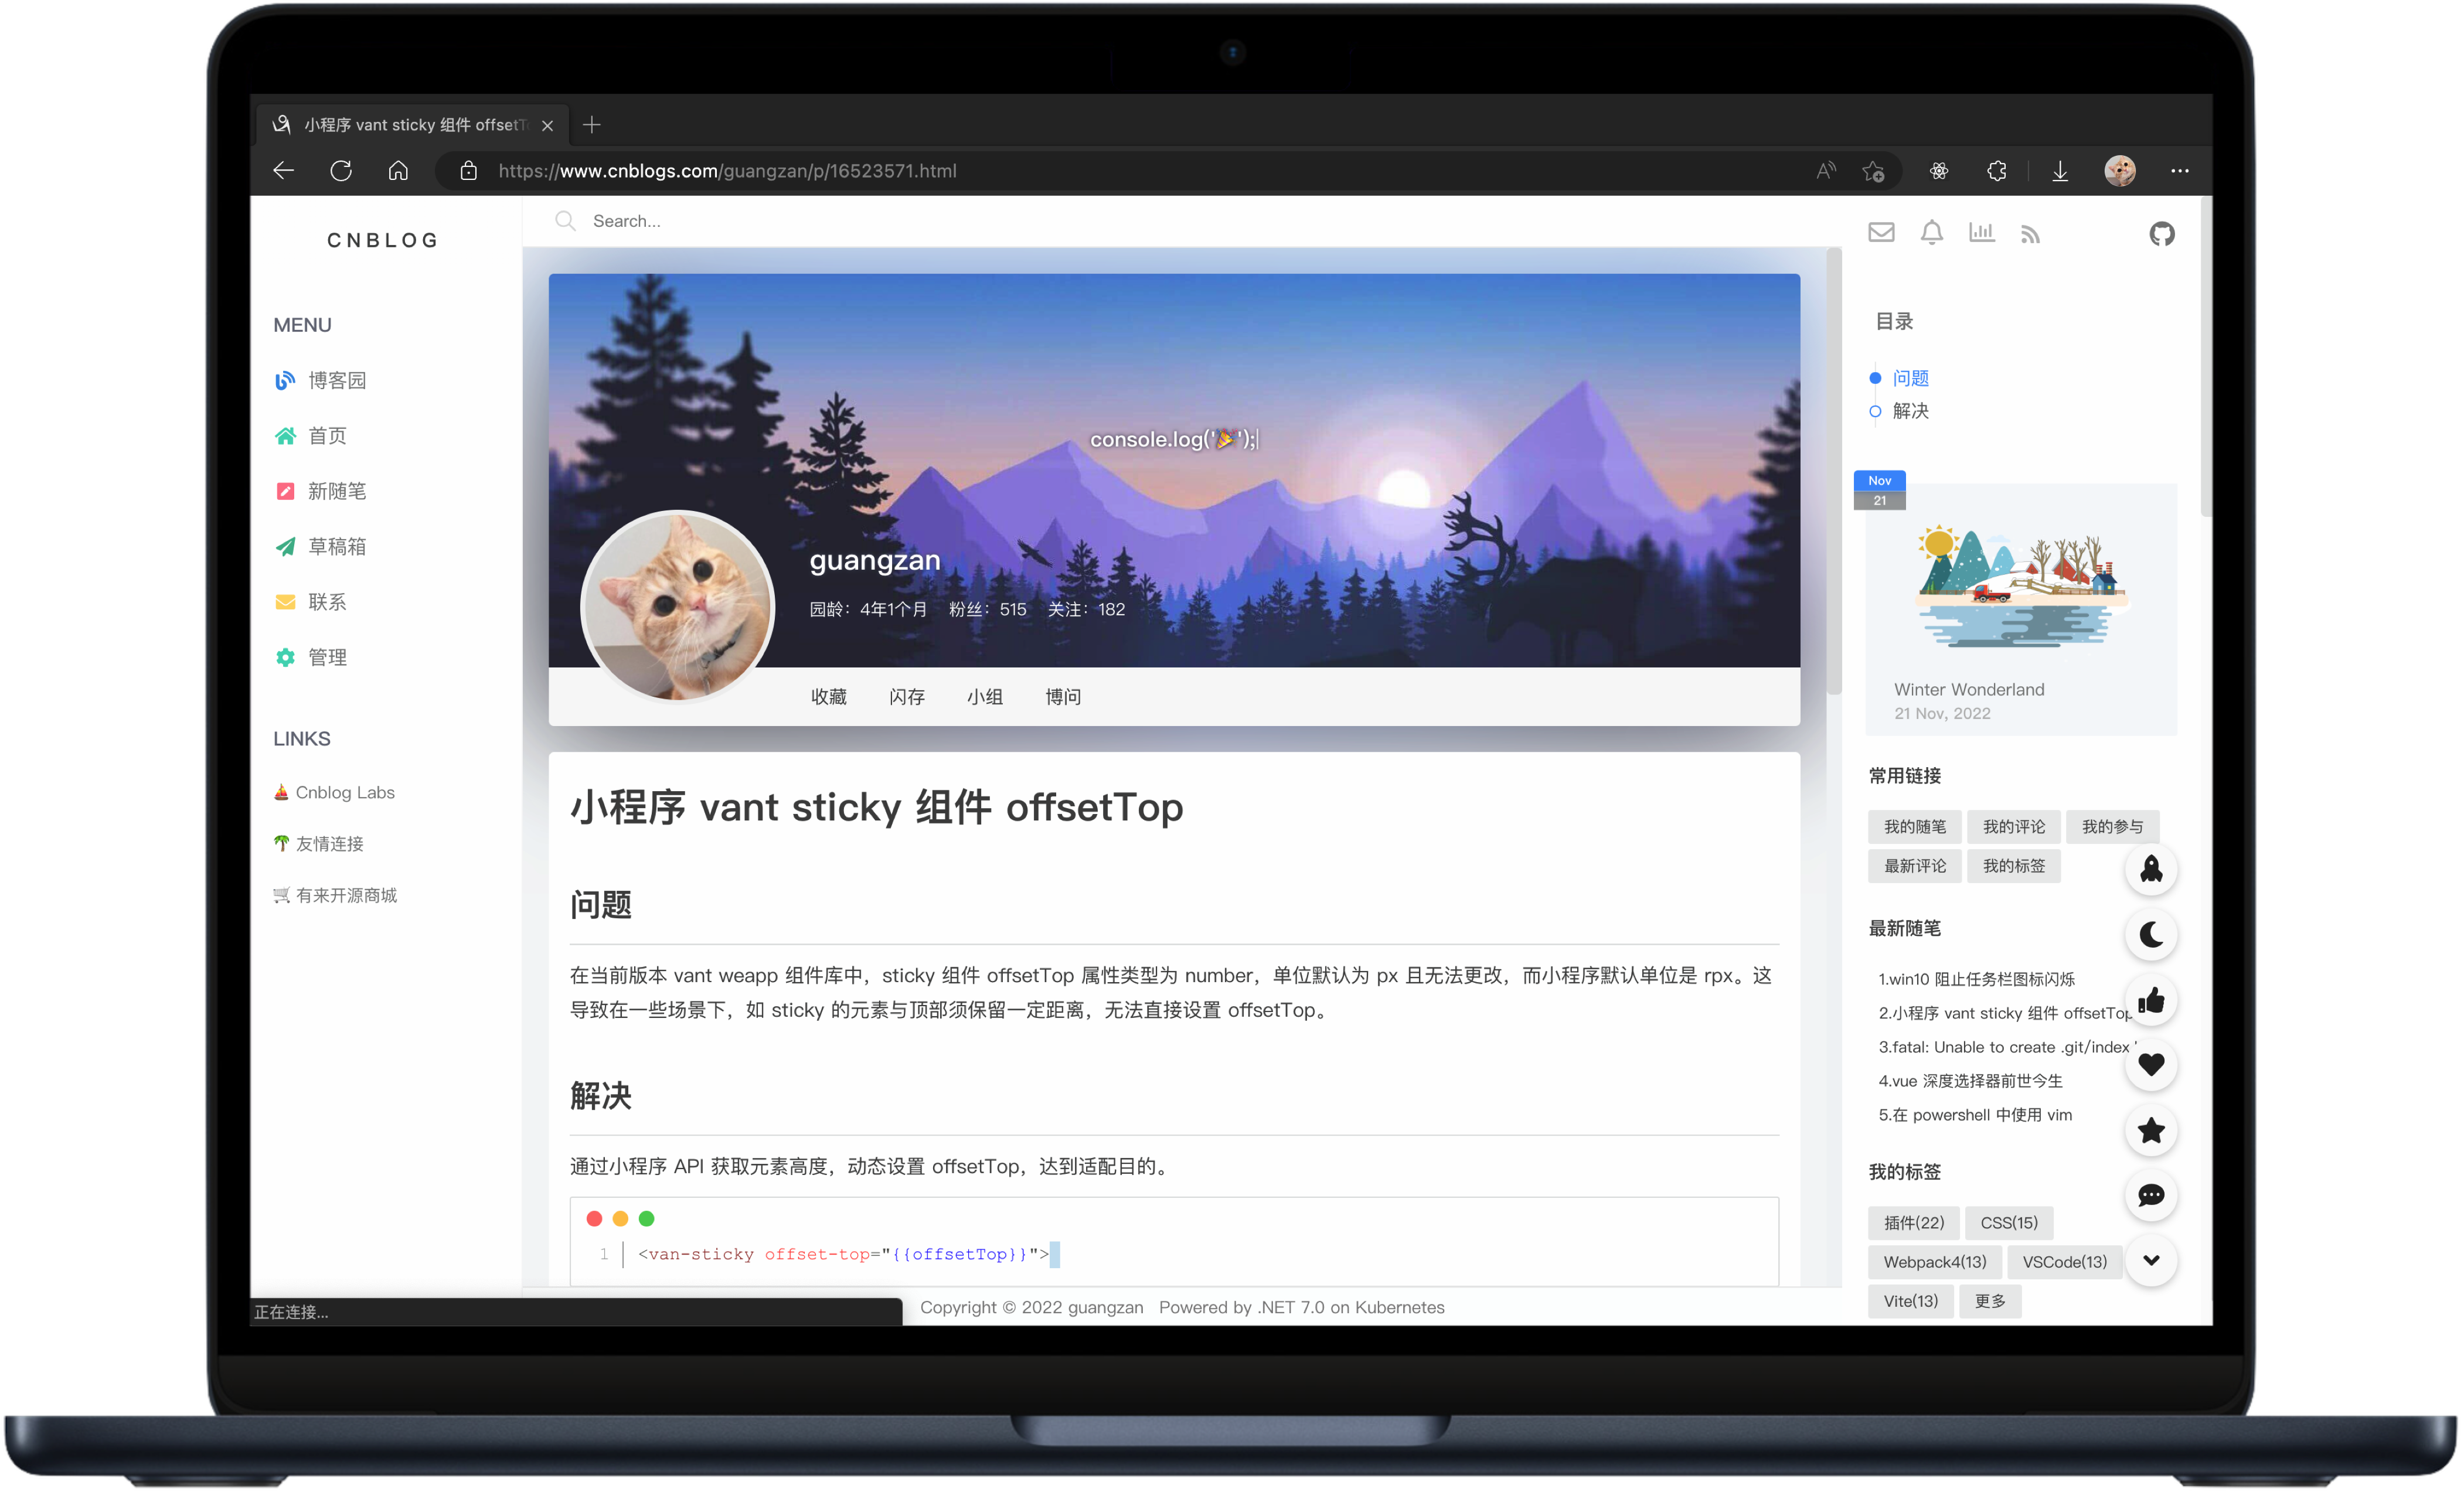 小程序 vant sticky 组件 offsetT
https://www.cnblogs.com/guangzan/p/16523571.html
CNBLOG
MENU
博客园
首页
新随笔
草稿箱
联系
管理
LINKS
Cnblog Labs
友情连接
有来开源商城
Search...
console.log('🎉');
guangzan
园龄：4年1个月 粉丝：515 关注：182
收藏 闪存 小组 博问
小程序 vant sticky 组件 offsetTop
问题
在当前版本 vant weapp 组件库中，sticky 组件 offsetTop 属性类型为 number，单位默认为 px 且无法更改，而小程序默认单位是 rpx。这
导致在一些场景下，如 sticky 的元素与顶部须保留一定距离，无法直接设置 offsetTop。
解决
通过小程序 API 获取元素高度，动态设置 offsetTop，达到适配目的。
1 <van-sticky offset-top="{{offsetTop}}">
正在连接...
Copyright © 2022 guangzan Powered by .NET 7.0 on Kubernetes
目录
问题
解决
Nov
21
Winter Wonderland
21 Nov, 2022
常用链接
我的随笔 我的评论 我的参与
最新评论 我的标签
最新随笔
1.win10 阻止任务栏图标闪烁
2.小程序 vant sticky 组件 offsetTop
3.fatal: Unable to create .git/index
4.vue 深度选择器前世今生
5.在 powershell 中使用 vim
我的标签
插件(22) CSS(15)
Webpack4(13) VSCode(13)
Vite(13) 更多